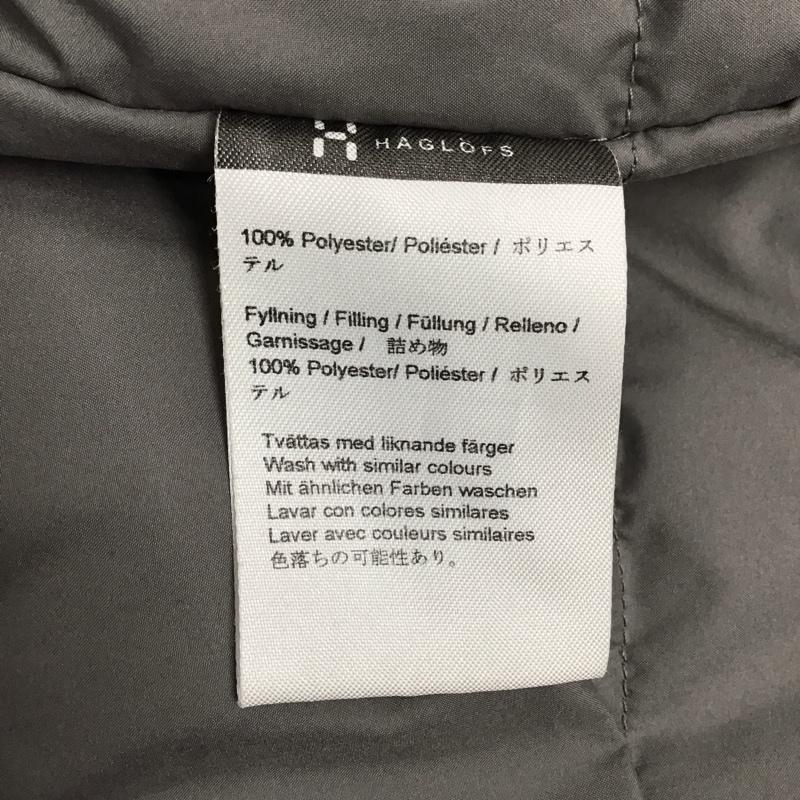 HAGLÖFS
100% Polyester/ Poliéster / ポリエス
テル
Fyllning / Filling / Füllung / Relleno /
Garnissage / 詰め物
100% Polyester/ Poliéster / ポリエス
テル
Tvättas med liknande färger
Wash with similar colours
Mit ähnlichen Farben waschen
Lavar con colores similares
Laver avec couleurs similaires
色落ちの可能性あり。